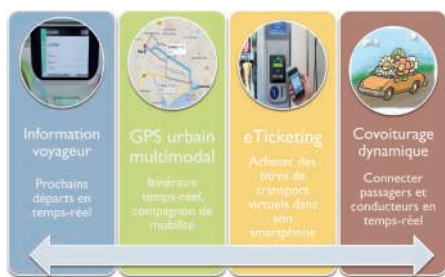 Information
voyageur
Prochains
départs en
temps-réel
GPS urbain
multimodal
Itinéraire
temps-réel,
compagnon de
mobilité
eTicketing
Acheter des
titres de
transport
virtuels dans
son
smartphone
Covoiturage
dynamique
Connecter
passagers et
conducteurs en
temps-réel